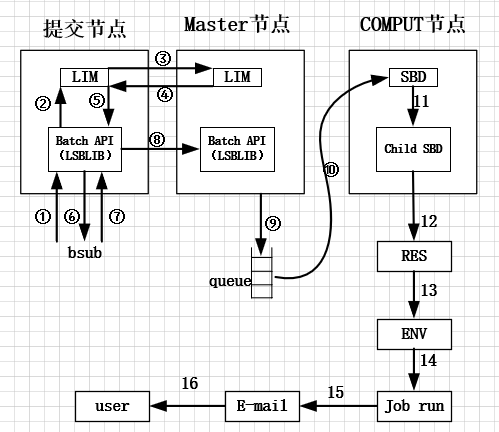 提交节点 Master节点 COMPUT节点
LIM ③ LIM SBD
② ⑤ ④ 11
Batch API
(LSBLIB)
⑧
Batch API
(LSBLIB)
Child SBD
⑩
① ⑥ ⑦ ⑨ 12
bsub
queue
RES
13
ENV
14
16 15
user E-mail Job run